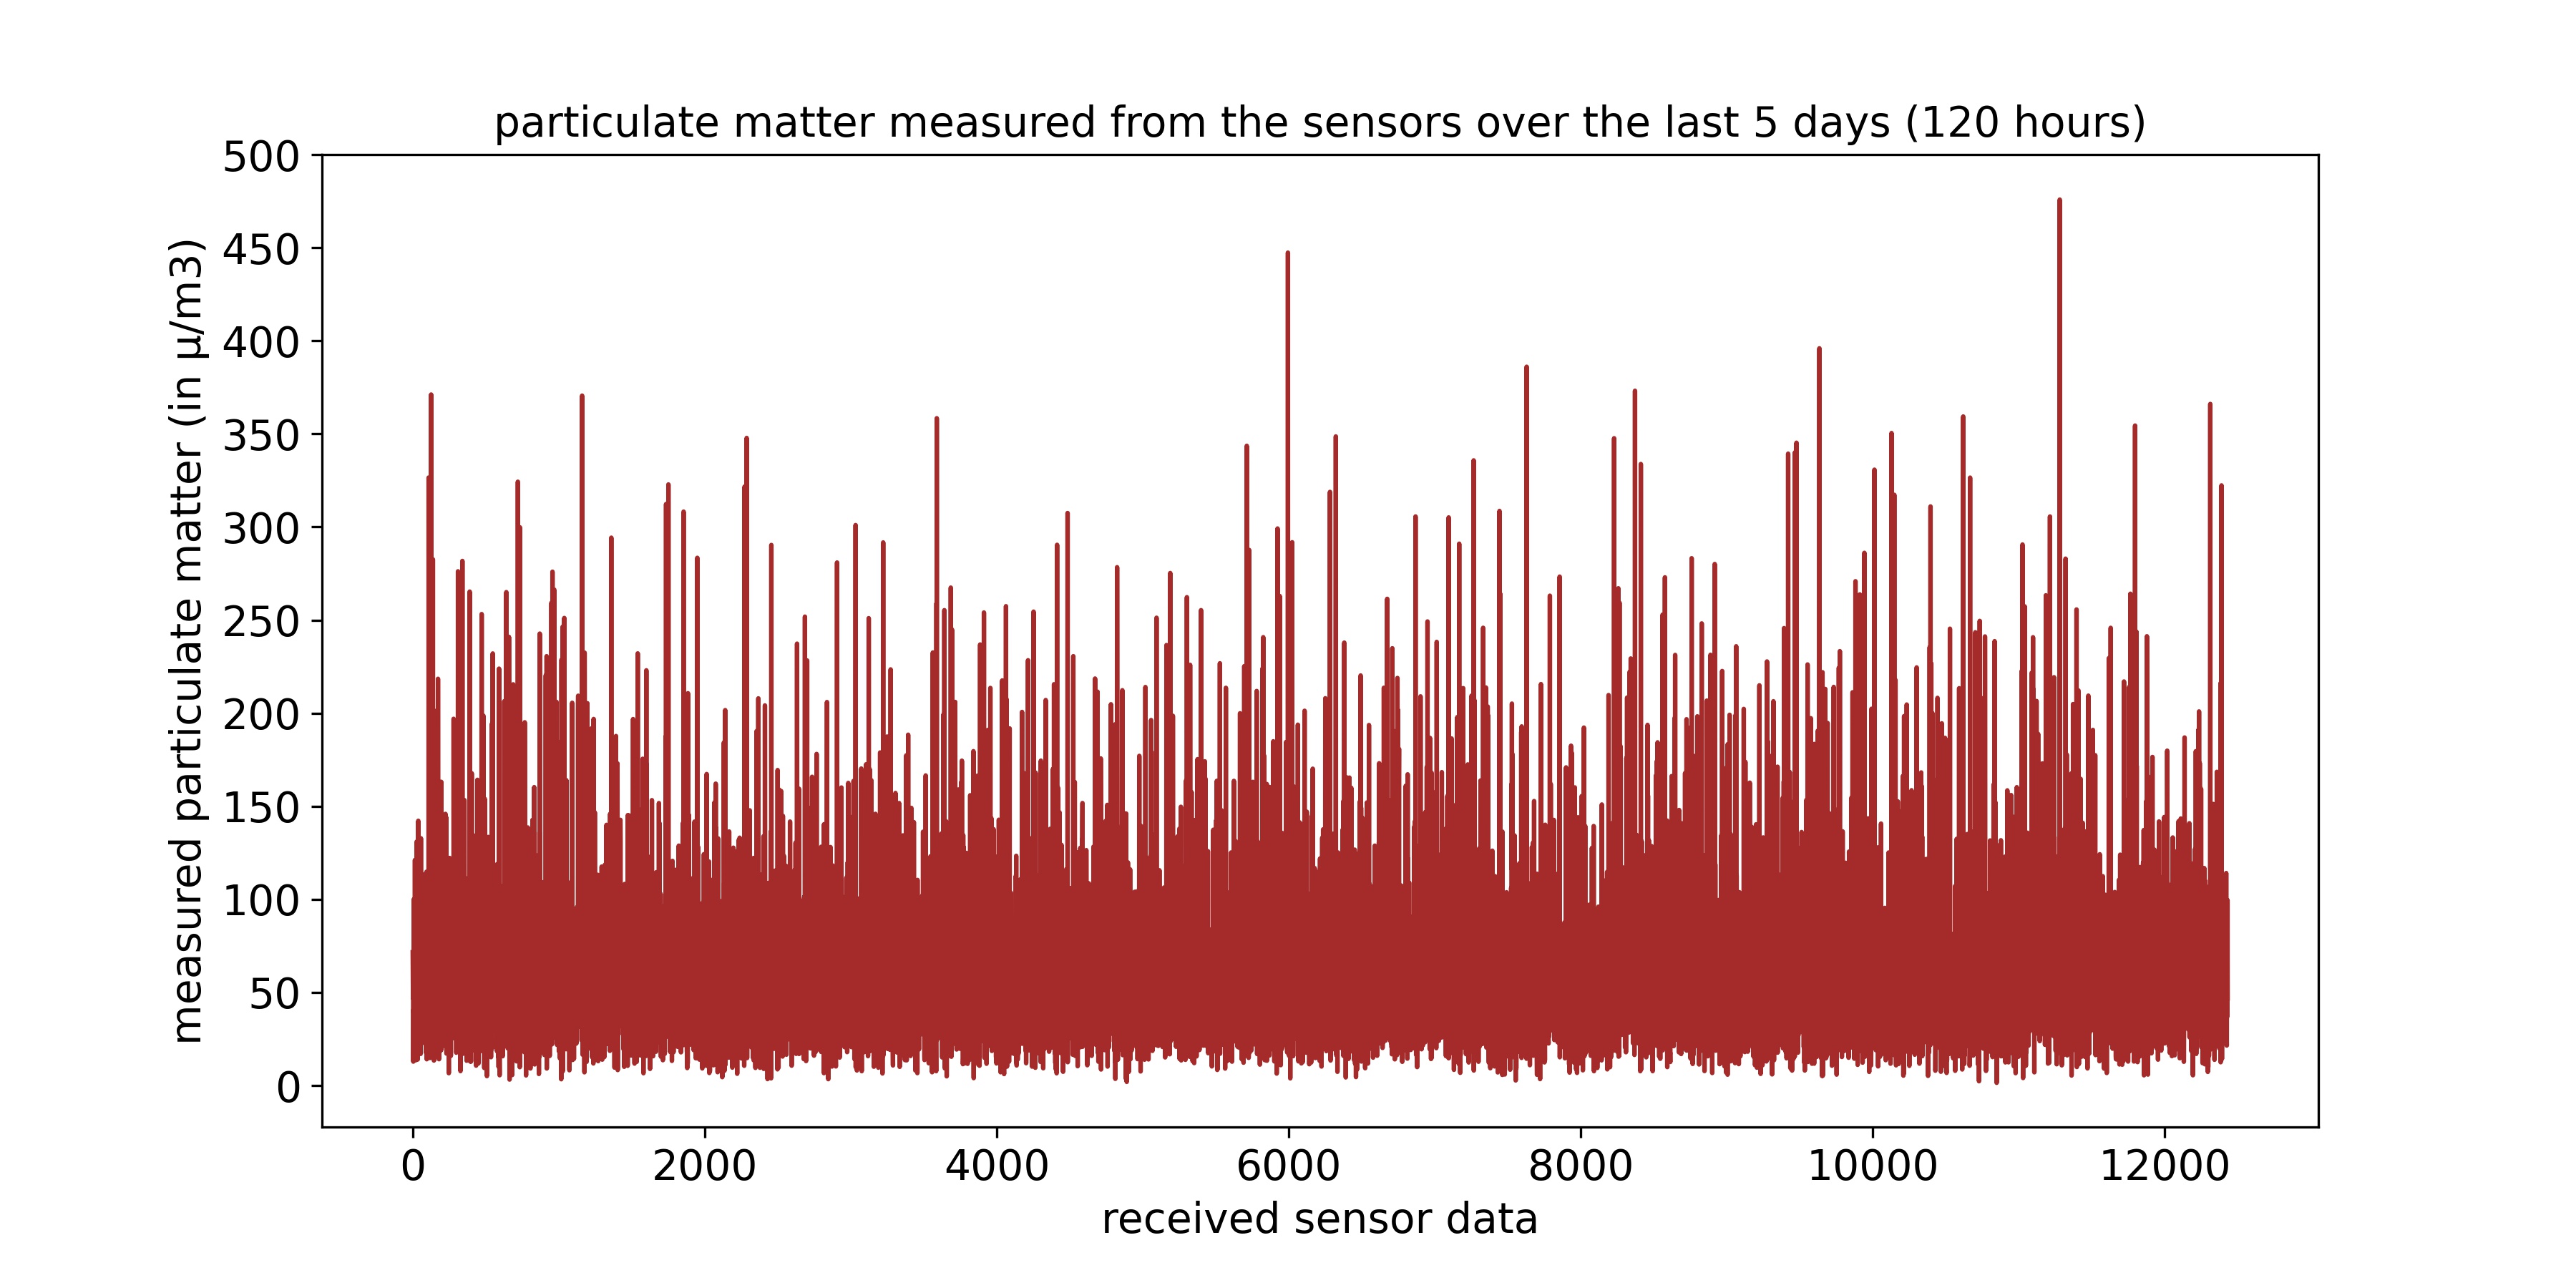 particulate matter measured from the sensors over the last 5 days (120 hours)
measured particulate matter (in µ/m3)
500
450
400
350
300
250
200
150
100
50
0
0 2000 4000 6000 8000 10000 12000
received sensor data